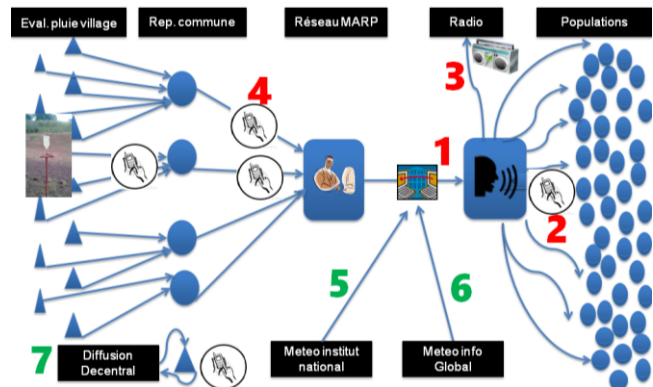 Eval. pluie village
Rep. commune
Réseau MARP
Radio
Populations
4
3
1
2
5
6
7
Diffusion
Decentral
Meteo institut
national
Meteo info
Global